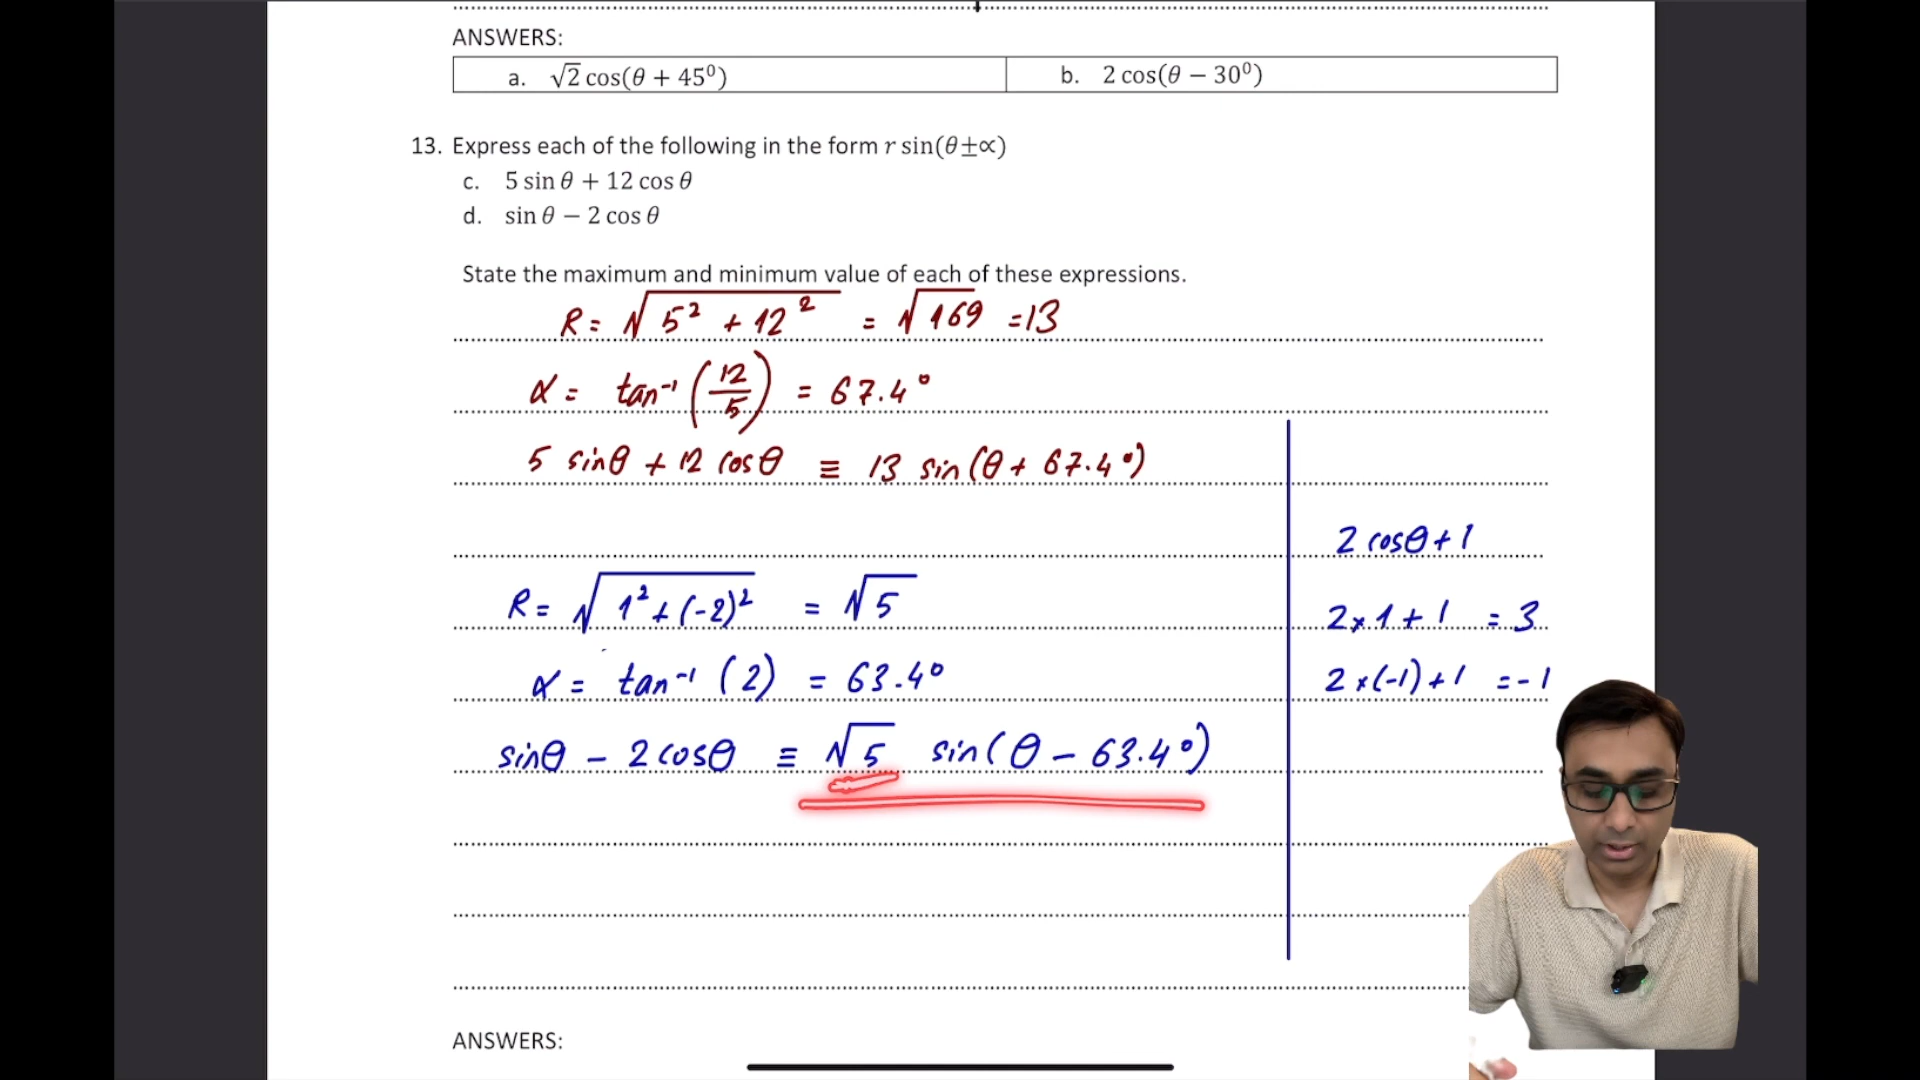 ANSWERS:
a. √2 cos(θ + 45⁰)
b. 2 cos(θ − 30⁰)
13. Express each of the following in the form r sin(θ±∝)
c. 5 sin θ + 12 cos θ
d. sin θ − 2 cos θ
State the maximum and minimum value of each of these expressions.
R = √(5² + 12²) = √169 = 13
α = tan⁻¹(12/5) = 67.4°
5 sinθ + 12 cosθ ≡ 13 sin(θ + 67.4°)
R = √(1² + (-2)²) = √5
α = tan⁻¹(2) = 63.4°
sinθ − 2 cosθ ≡ √5 sin(θ − 63.4°)
2 cosθ + 1
2 × 1 + 1 = 3
2 × (-1) + 1 = -1
ANSWERS: